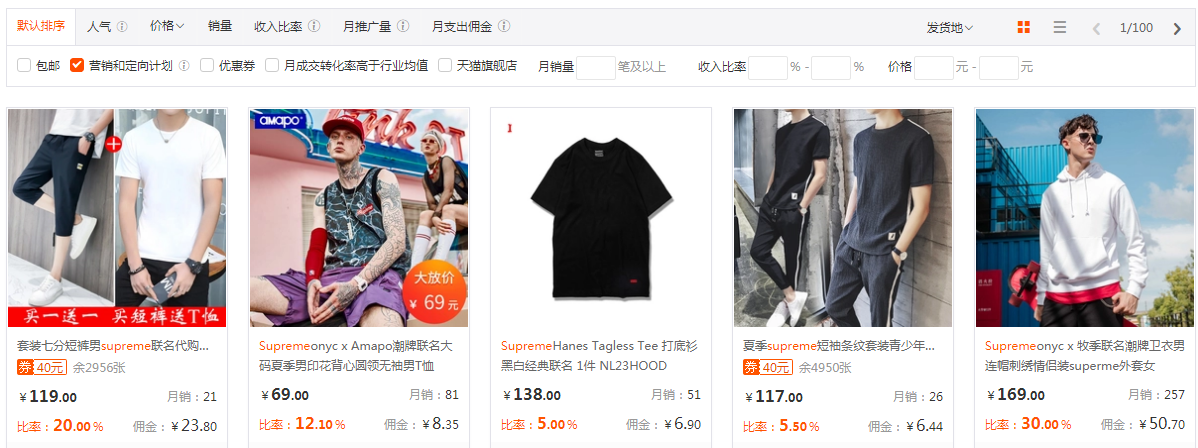 默认排序 人气 价格 销量 收入比率 月推广量 月支出佣金 发货地 1/100
包邮 营销和定向计划 优惠券 月成交转化率高于行业均值 天猫旗舰店 月销量 笔及以上 收入比率 % - % 价格 元 - 元
买一送一 买短裤送T恤
套装七分短裤男supreme联名代购...
券 40元 余2956张
¥119.00 月销：21
比率：20.00% 佣金：¥23.80
AMAPO
大放价
¥ 69元
Supremeonyc x Amapo潮牌联名大
码夏季男印花背心圆领无袖男T恤
¥69.00 月销：81
比率：12.10% 佣金：¥8.35
SupremeHanes Tagless Tee 打底衫
黑白经典联名 1件 NL23HOOD
¥138.00 月销：51
比率：5.00% 佣金：¥6.90
夏季supreme短袖条纹套装青少年...
券 40元 余4950张
¥117.00 月销：26
比率：5.50% 佣金：¥6.44
Supremeonyc x 牧季联名潮牌卫衣男
连帽刺绣情侣装superme外套女
¥169.00 月销：257
比率：30.00% 佣金：¥50.70